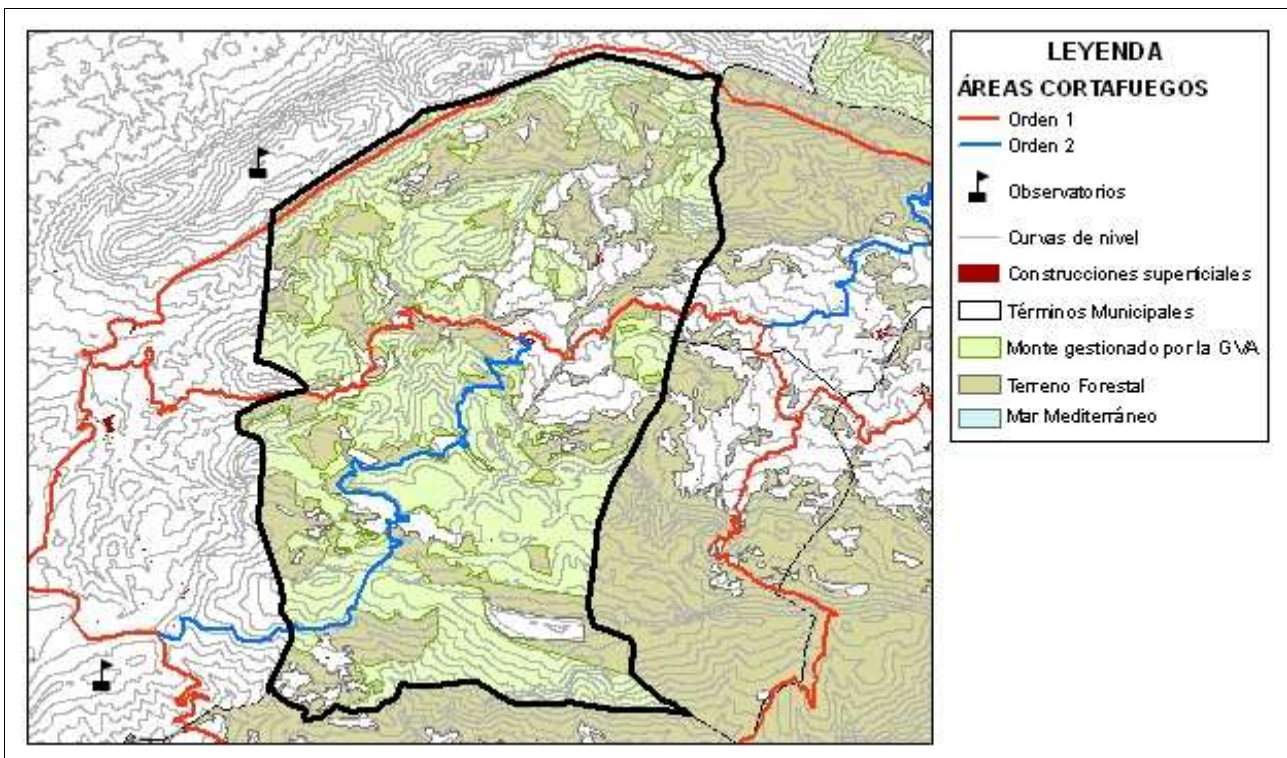 LEYENDA
ÁREAS CORTAFUEGOS
Orden 1
Orden 2
Observatorios
Curvas de nivel
Construcciones superficiales
Términos Municipales
Monte gestionado por la GVA
Terreno Forestal
Mar Mediterráneo